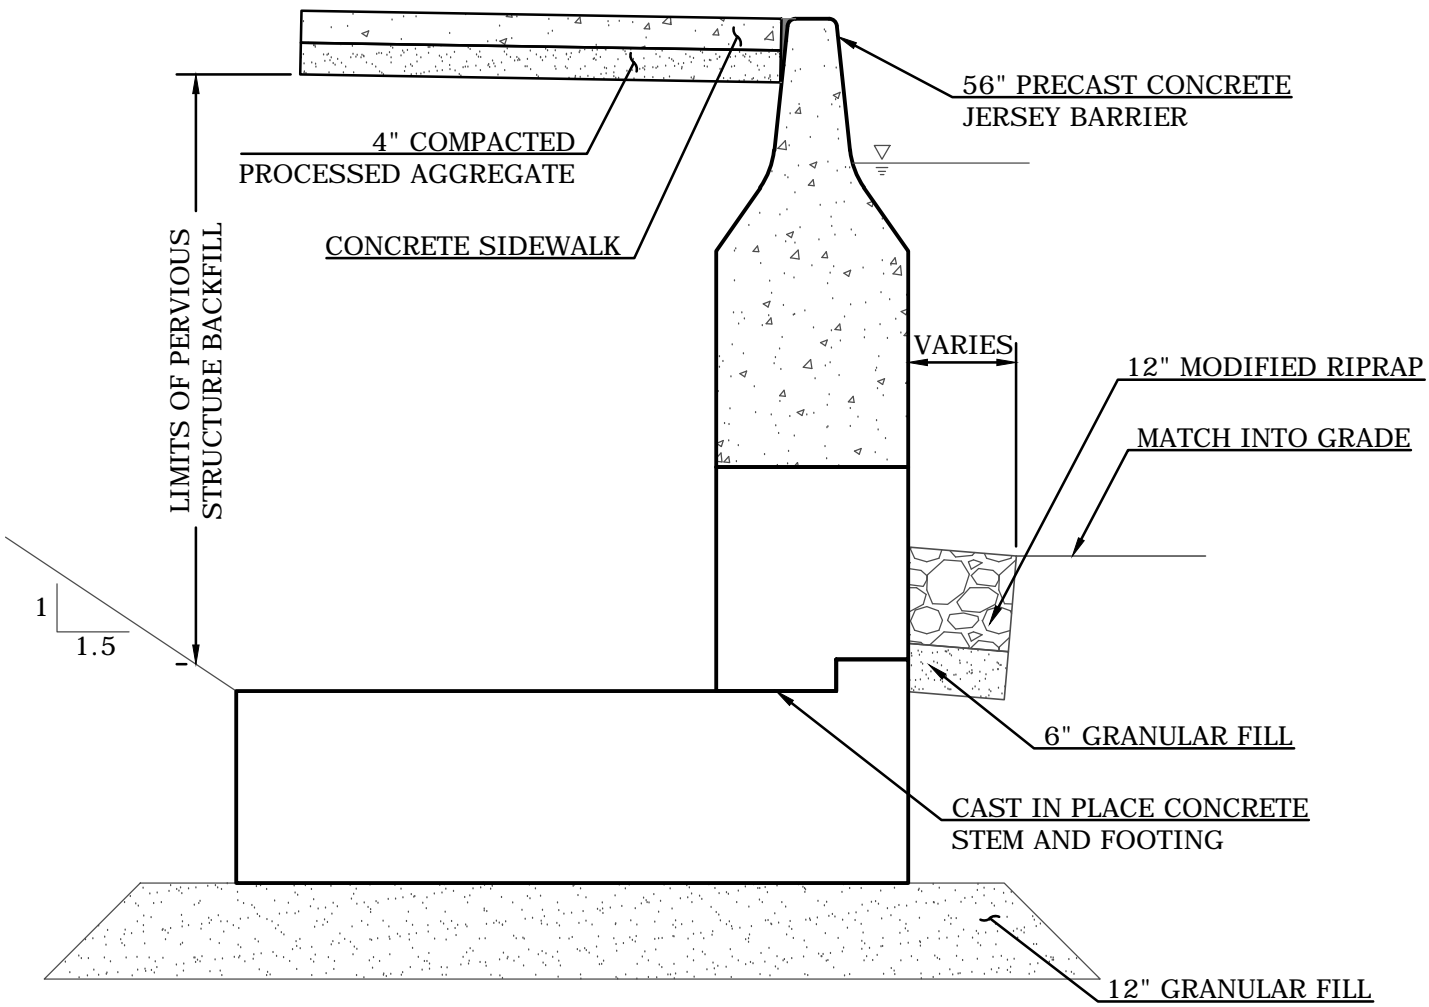 56" PRECAST CONCRETE
JERSEY BARRIER
4" COMPACTED
PROCESSED AGGREGATE
CONCRETE SIDEWALK
LIMITS OF PERVIOUS
STRUCTURE BACKFILL
VARIES
12" MODIFIED RIPRAP
MATCH INTO GRADE
1
1.5
6" GRANULAR FILL
CAST IN PLACE CONCRETE
STEM AND FOOTING
12" GRANULAR FILL